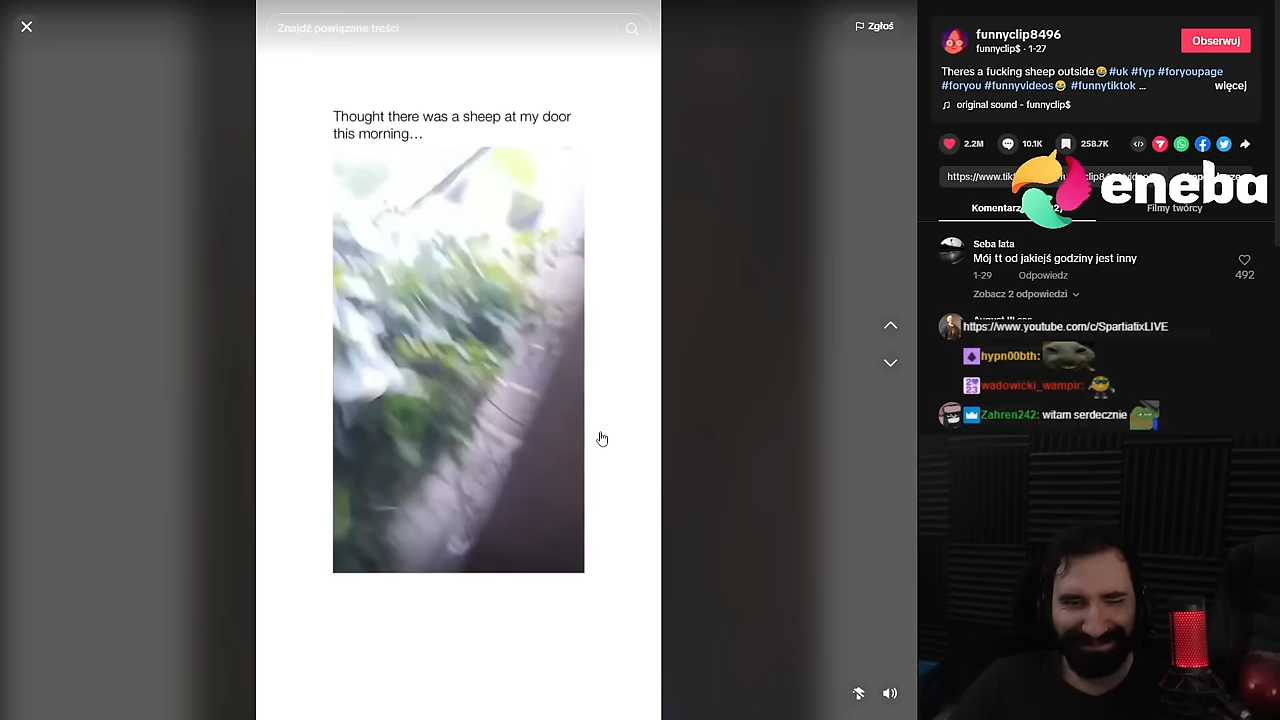 Znajdź powiązane treści
Zgłoś
Thought there was a sheep at my door
this morning…
funnyclip8496
funnyclip$ · 1-27
Obserwuj
Theres a fucking sheep outside😂 #uk #fyp #foryoupage
#foryou #funnyvideos😂 #funnytiktok ...
więcej
original sound - funnyclip$
2.2M
10.1K
258.7K
https://www.tik
eneba
Filmy twórcy
Seba lata
Mój tt od jakiejś godziny jest inny
1-29 Odpowiedz
492
Zobacz 2 odpowiedzi
https://www.youtube.com/c/SpartiatixLIVE
hypn00bth:
wadowicki_wampir:
Zahren242: witam serdecznie